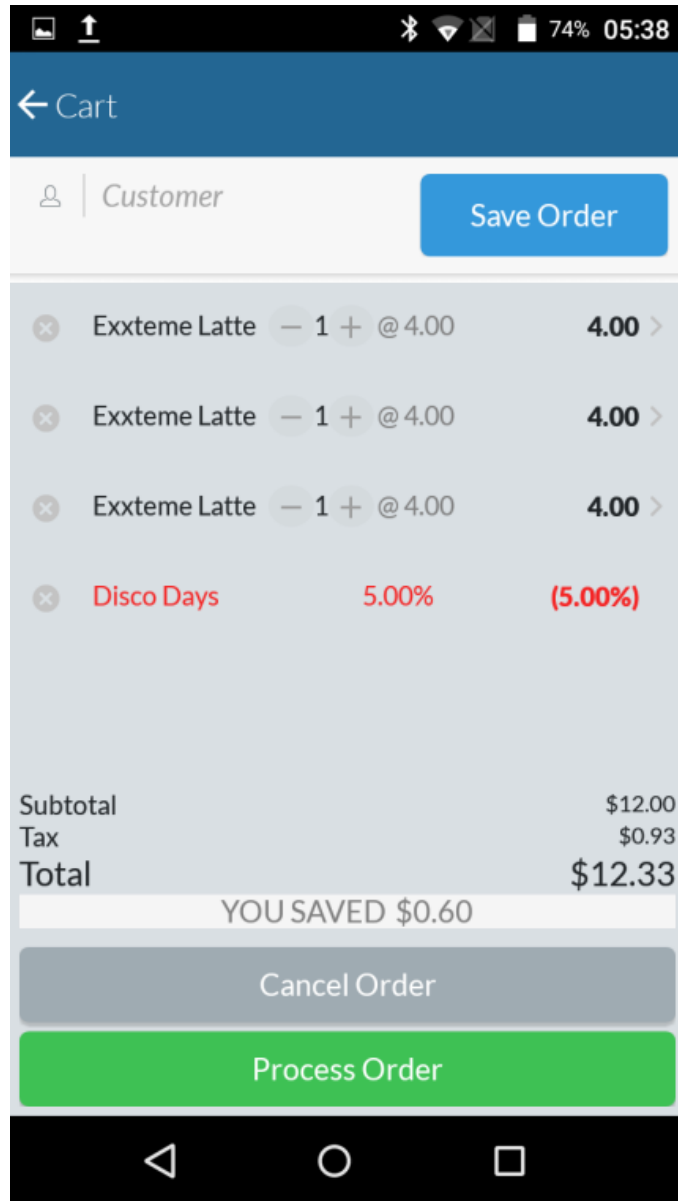 74% 05:38
Cart
Customer
Save Order
Exxteme Latte — 1 + @ 4.00 4.00
Exxteme Latte — 1 + @ 4.00 4.00
Exxteme Latte — 1 + @ 4.00 4.00
Disco Days 5.00% (5.00%)
Subtotal $12.00
Tax $0.93
Total $12.33
YOU SAVED $0.60
Cancel Order
Process Order